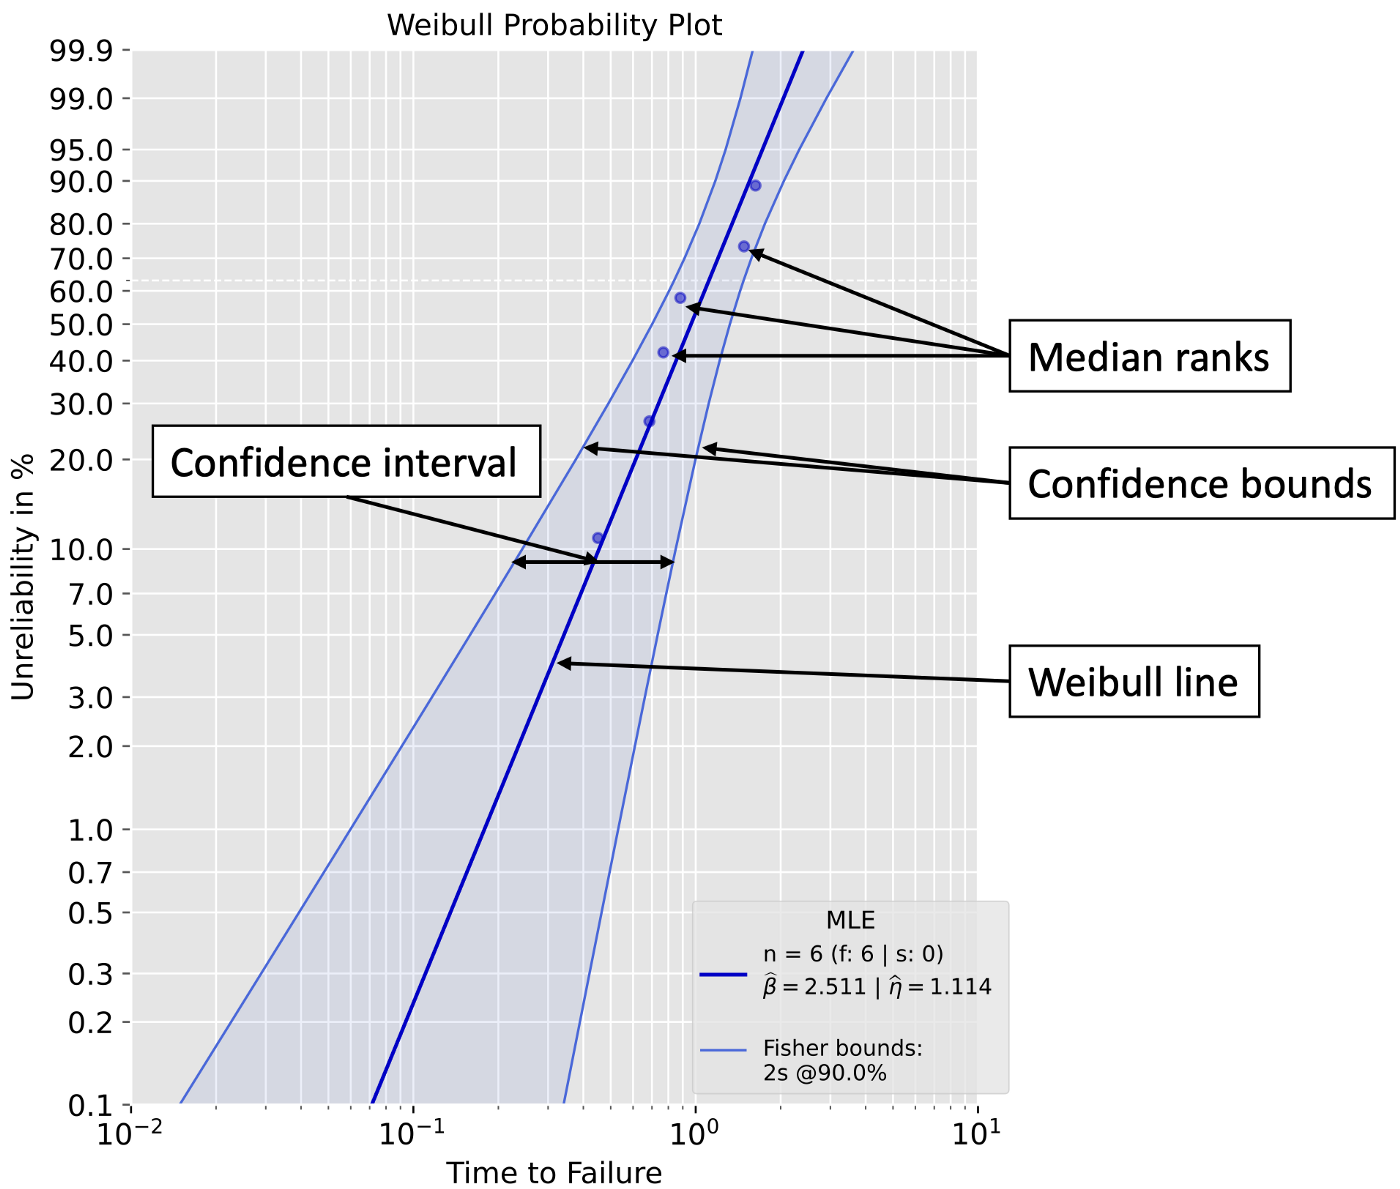 Weibull Probability Plot
99.9
99.0
95.0
90.0
80.0
70.0
60.0
50.0
40.0
30.0
20.0
10.0
7.0
5.0
3.0
2.0
1.0
0.7
0.5
0.3
0.2
0.1
Unreliability in %
Median ranks
Confidence interval
Confidence bounds
Weibull line
MLE
n = 6 (f: 6 | s: 0)
β̂ = 2.511 | η̂ = 1.114
Fisher bounds:
2s @90.0%
10⁻² 10⁻¹ 10⁰ 10¹
Time to Failure